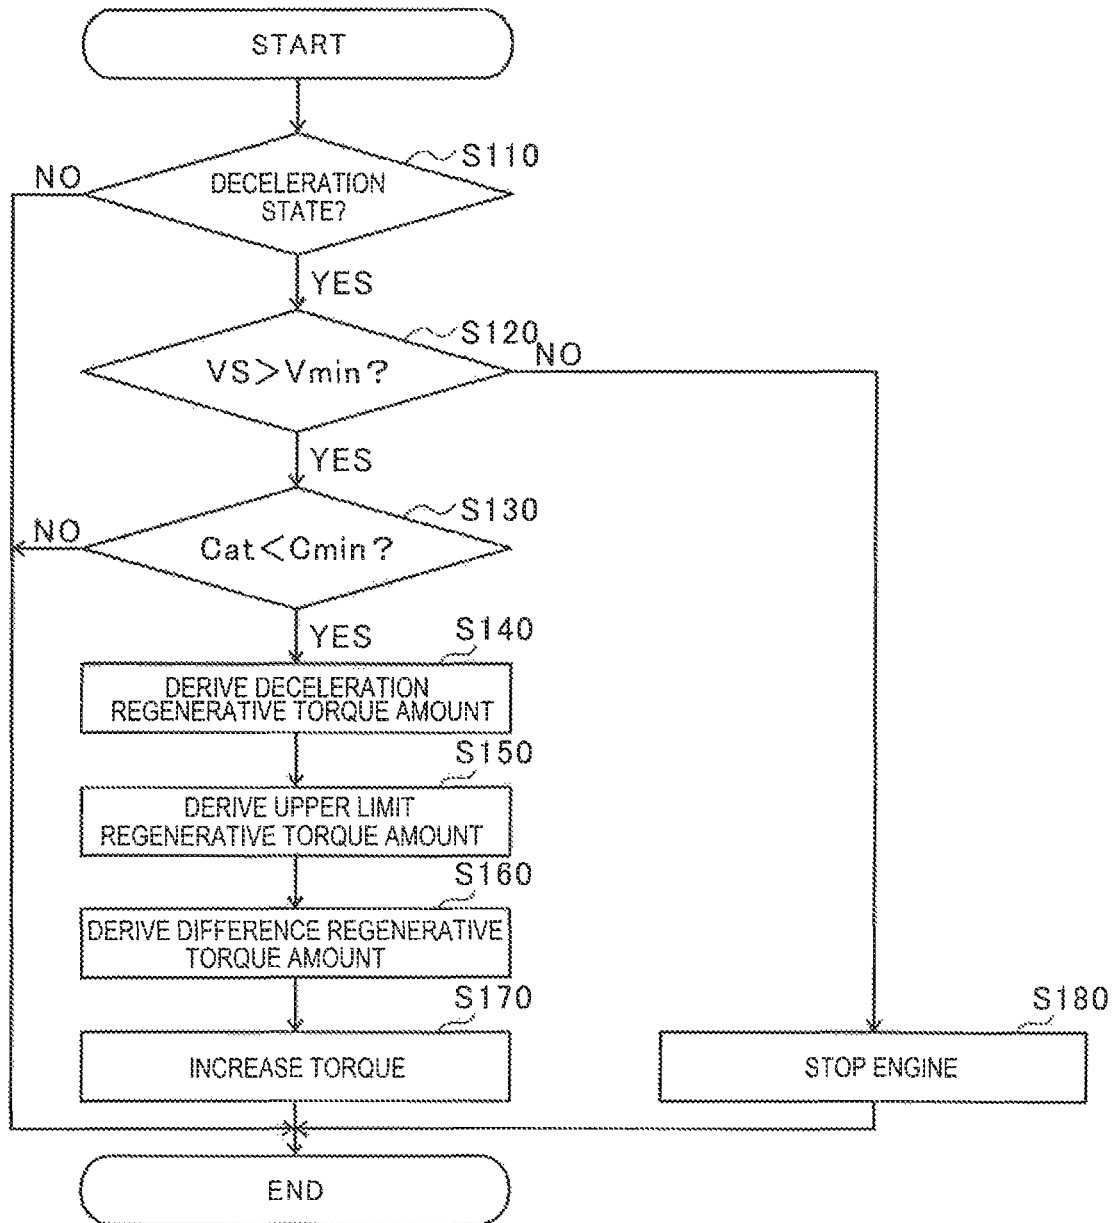 START
S110
NO
DECELERATION
STATE?
YES
S120
NO
VS>Vmin?
YES
S130
NO
Cat<Cmin?
YES
S140
DERIVE DECELERATION
REGENERATIVE TORQUE AMOUNT
S150
DERIVE UPPER LIMIT
REGENERATIVE TORQUE AMOUNT
S160
DERIVE DIFFERENCE REGENERATIVE
TORQUE AMOUNT
S170
INCREASE TORQUE
S180
STOP ENGINE
END